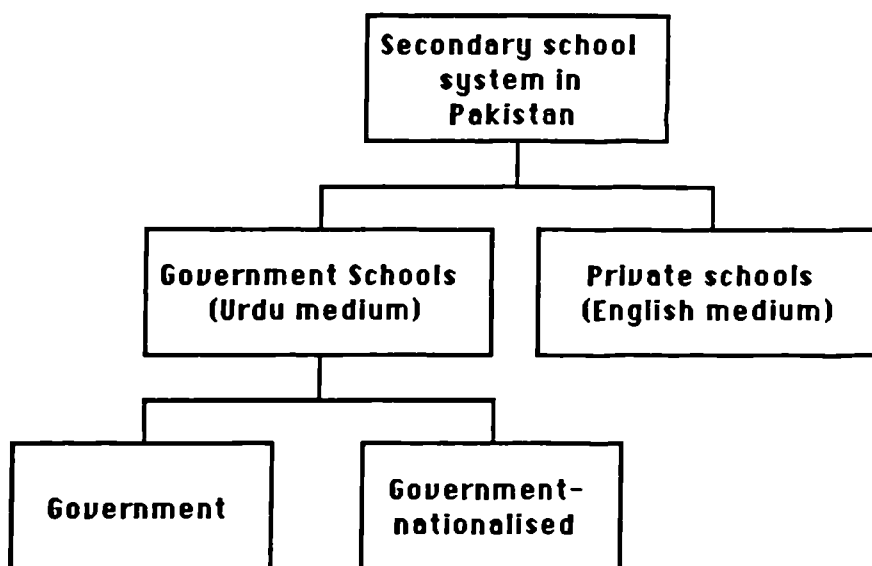 Secondary school
system in
Pakistan
Government Schools
(Urdu medium)
Private schools
(English medium)
Government
Government-
nationalised